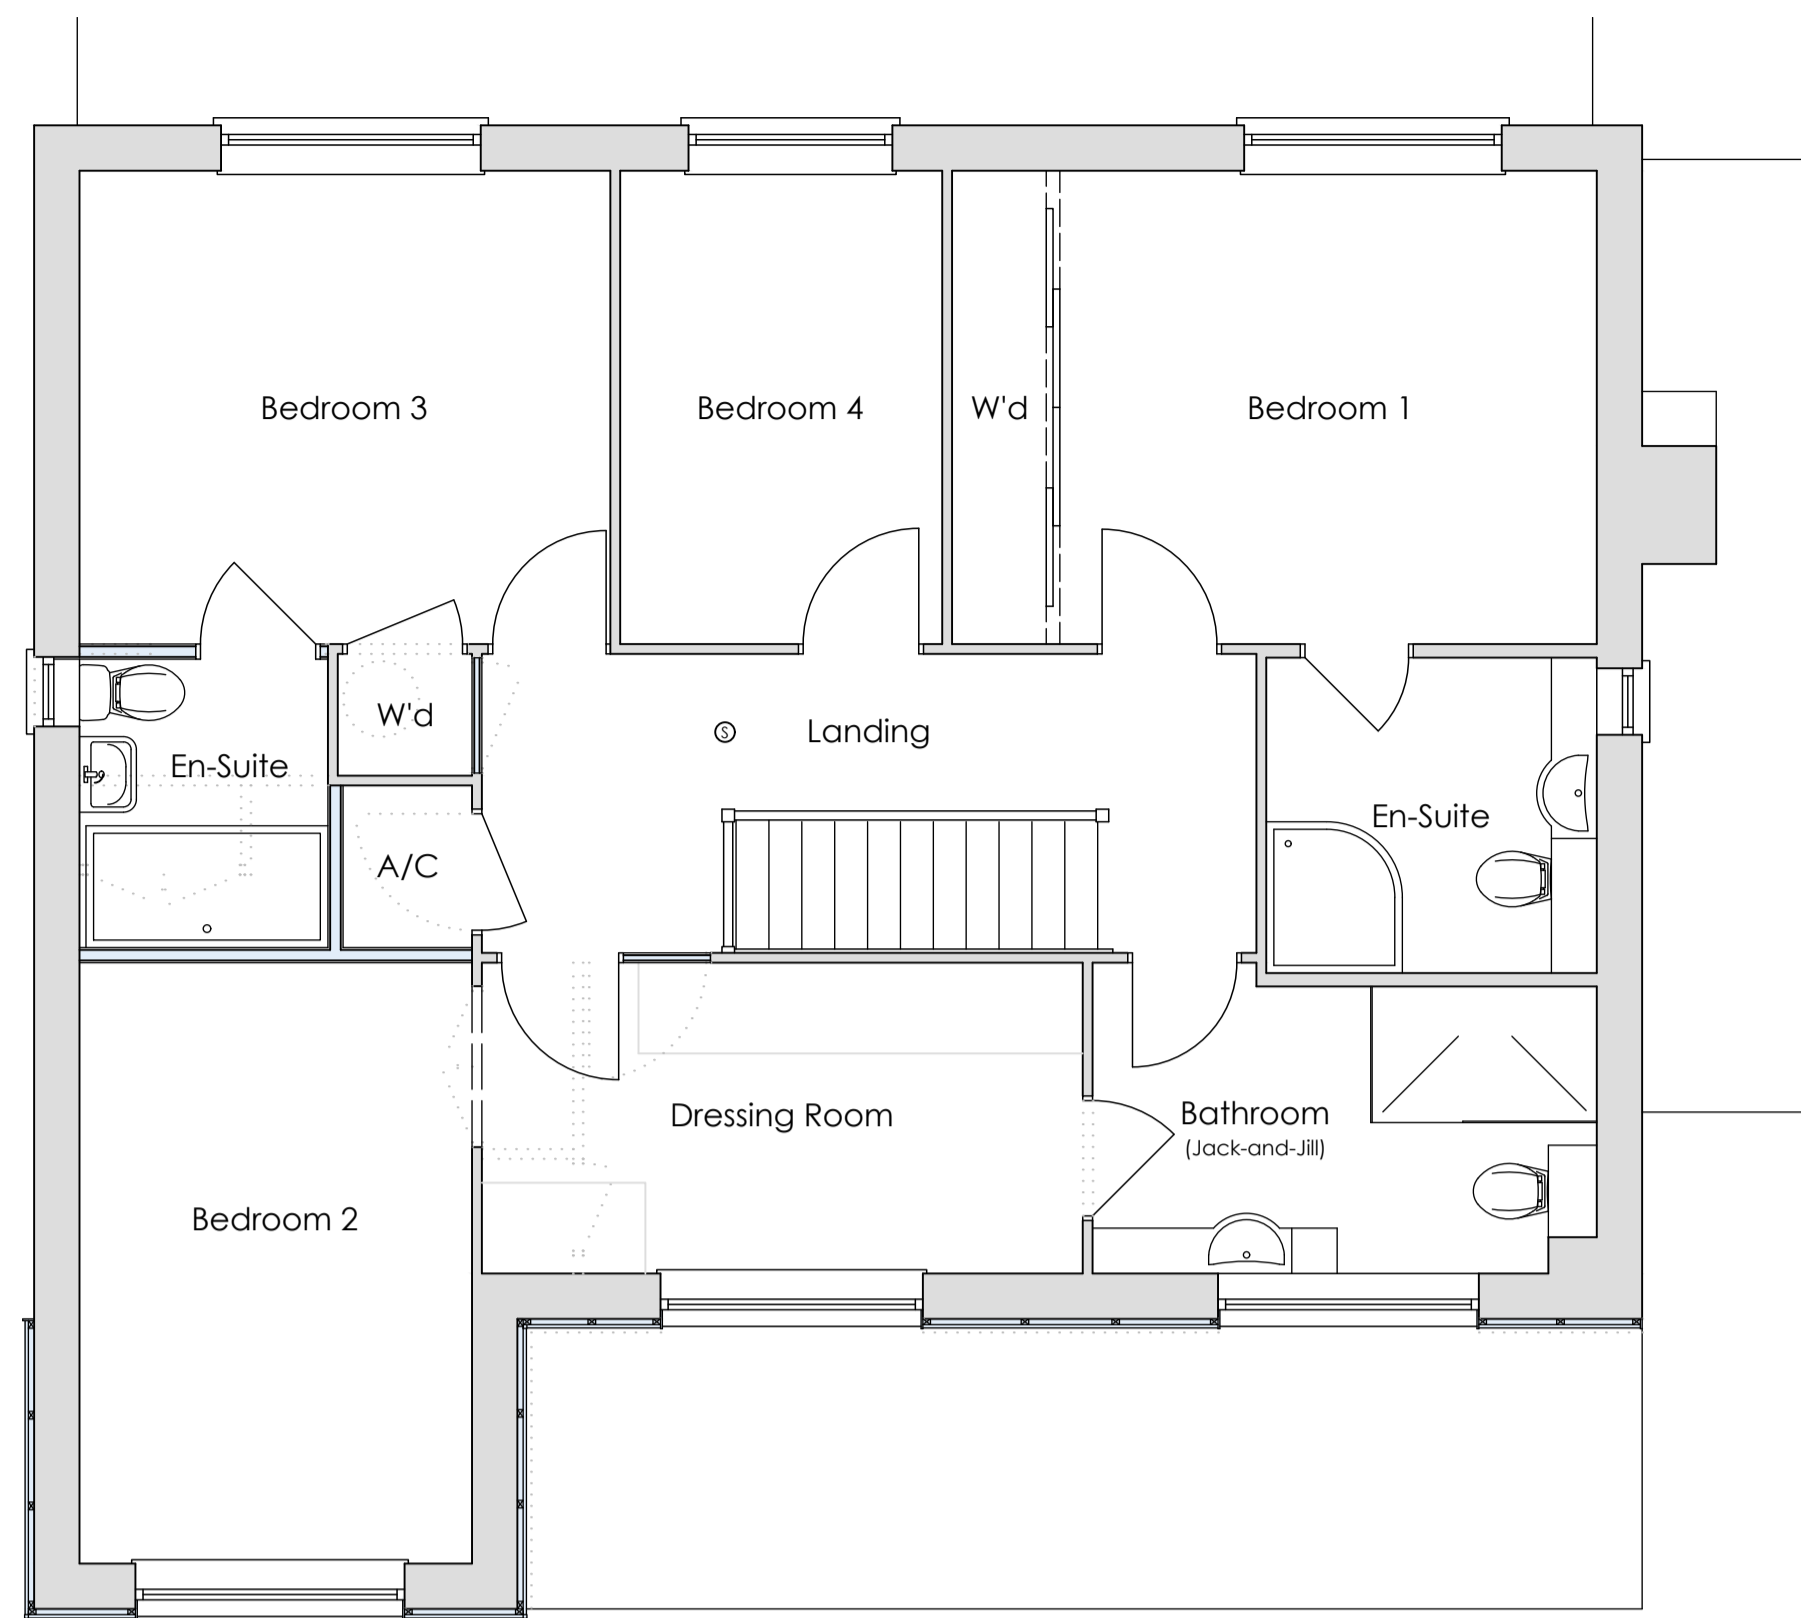 Bedroom 3
Bedroom 4
W'd
Bedroom 1
W'd
S
Landing
En-Suite
En-Suite
A/C
Dressing Room
Bathroom
(Jack-and-Jill)
Bedroom 2